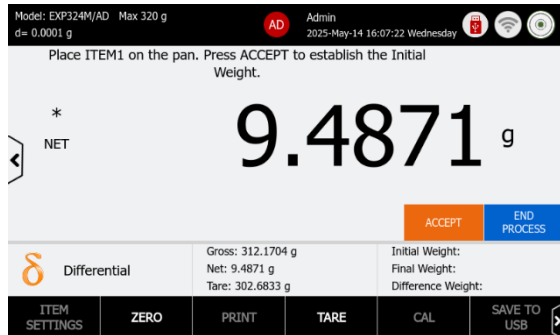 Model: EXP324M/AD Max 320 g
d= 0.0001 g
AD
Admin
2025-May-14 16:07:22 Wednesday
Place ITEM1 on the pan. Press ACCEPT to establish the Initial
Weight.
*
NET
9.4871 g
ACCEPT
END
PROCESS
δ
Differential
Gross: 312.1704 g
Net: 9.4871 g
Tare: 302.6833 g
Initial Weight:
Final Weight:
Difference Weight:
ITEM
SETTINGS
ZERO
PRINT
TARE
CAL
SAVE TO
USB